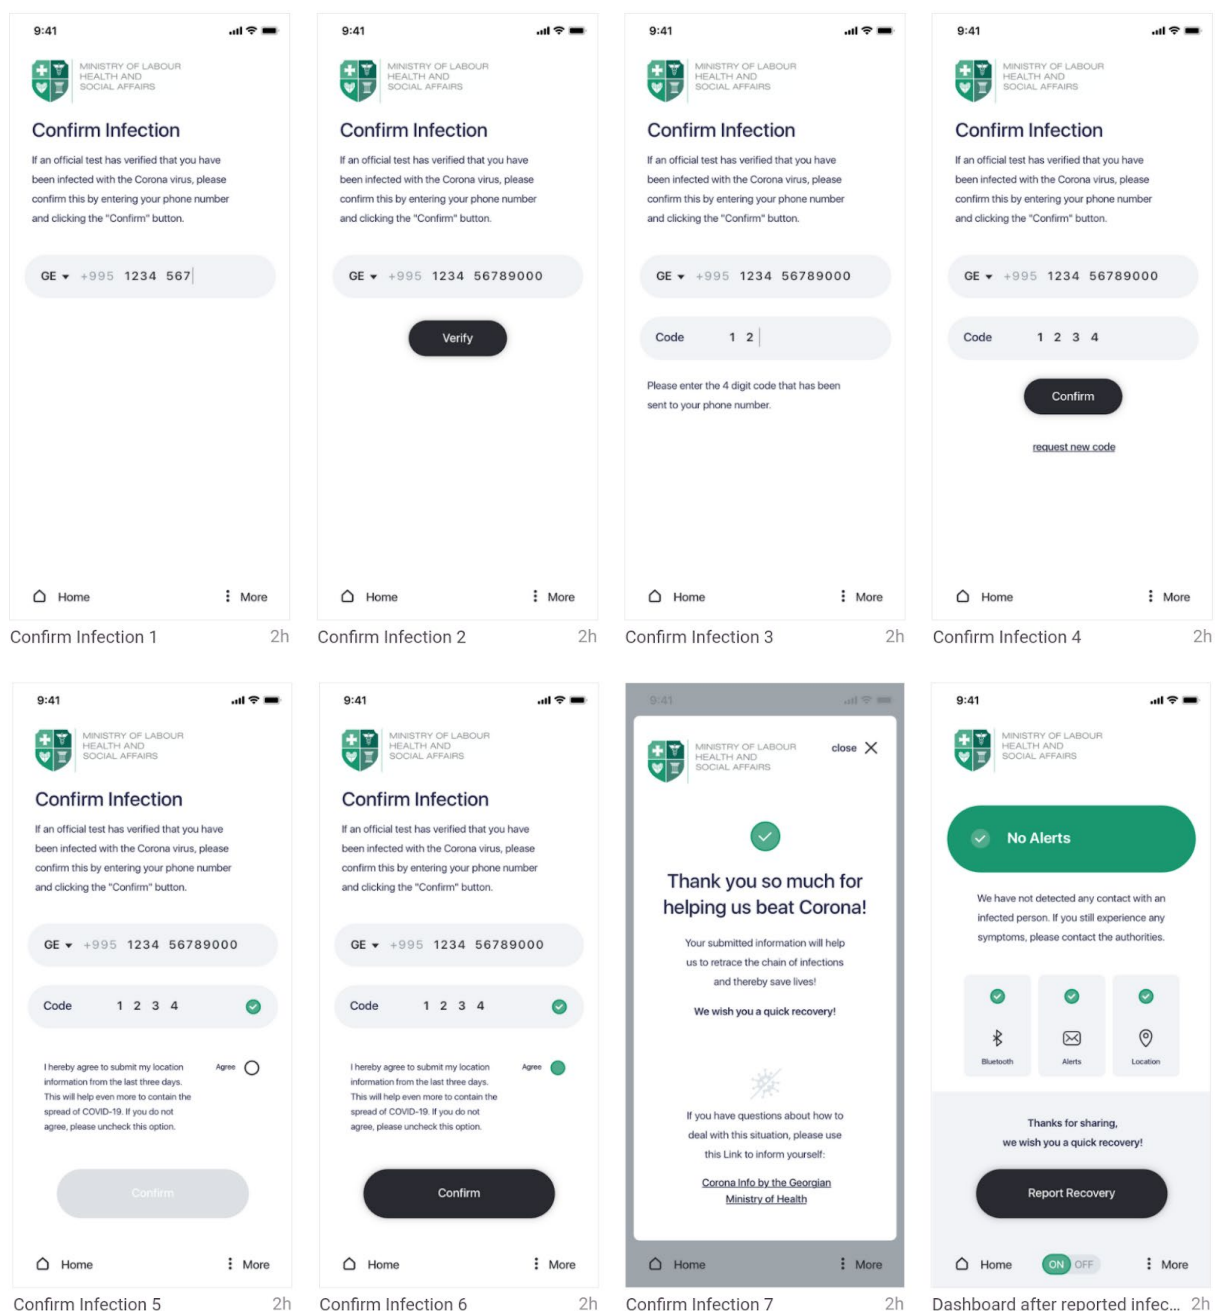 9:41
MINISTRY OF LABOUR
HEALTH AND
SOCIAL AFFAIRS
Confirm Infection
If an official test has verified that you have
been infected with the Corona virus, please
confirm this by entering your phone number
and clicking the "Confirm" button.
GE +995 1234 567
Home
More
Confirm Infection 1
2h
9:41
MINISTRY OF LABOUR
HEALTH AND
SOCIAL AFFAIRS
Confirm Infection
If an official test has verified that you have
been infected with the Corona virus, please
confirm this by entering your phone number
and clicking the "Confirm" button.
GE +995 1234 56789000
Verify
Home
More
Confirm Infection 2
2h
9:41
MINISTRY OF LABOUR
HEALTH AND
SOCIAL AFFAIRS
Confirm Infection
If an official test has verified that you have
been infected with the Corona virus, please
confirm this by entering your phone number
and clicking the "Confirm" button.
GE +995 1234 56789000
Code 1 2
Please enter the 4 digit code that has been
sent to your phone number.
Home
More
Confirm Infection 3
2h
9:41
MINISTRY OF LABOUR
HEALTH AND
SOCIAL AFFAIRS
Confirm Infection
If an official test has verified that you have
been infected with the Corona virus, please
confirm this by entering your phone number
and clicking the "Confirm" button.
GE +995 1234 56789000
Code 1 2 3 4
Confirm
request new code
Home
More
Confirm Infection 4
2h
9:41
MINISTRY OF LABOUR
HEALTH AND
SOCIAL AFFAIRS
Confirm Infection
If an official test has verified that you have
been infected with the Corona virus, please
confirm this by entering your phone number
and clicking the "Confirm" button.
GE +995 1234 56789000
Code 1 2 3 4
I hereby agree to submit my location
information from the last three days.
This will help even more to contain the
spread of COVID-19. If you do not
agree, please uncheck this option.
Agree
Confirm
Home
More
Confirm Infection 5
2h
9:41
MINISTRY OF LABOUR
HEALTH AND
SOCIAL AFFAIRS
Confirm Infection
If an official test has verified that you have
been infected with the Corona virus, please
confirm this by entering your phone number
and clicking the "Confirm" button.
GE +995 1234 56789000
Code 1 2 3 4
I hereby agree to submit my location
information from the last three days.
This will help even more to contain the
spread of COVID-19. If you do not
agree, please uncheck this option.
Agree
Confirm
Home
More
Confirm Infection 6
2h
9:41
MINISTRY OF LABOUR
HEALTH AND
SOCIAL AFFAIRS
close
Thank you so much for
helping us beat Corona!
Your submitted information will help
us to retrace the chain of infections
and thereby save lives!
We wish you a quick recovery!
If you have questions about how to
deal with this situation, please use
this Link to inform yourself:
Corona Info by the Georgian
Ministry of Health
Home
More
Confirm Infection 7
2h
9:41
MINISTRY OF LABOUR
HEALTH AND
SOCIAL AFFAIRS
No Alerts
We have not detected any contact with an
infected person. If you still experience any
symptoms, please contact the authorities.
Bluetooth
Alerts
Location
Thanks for sharing,
we wish you a quick recovery!
Report Recovery
Home
ON OFF
More
Dashboard after reported infec...
2h